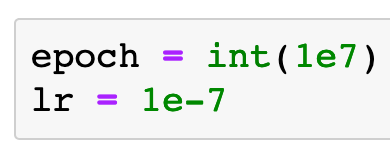 epoch = int(1e7)
lr = 1e-7